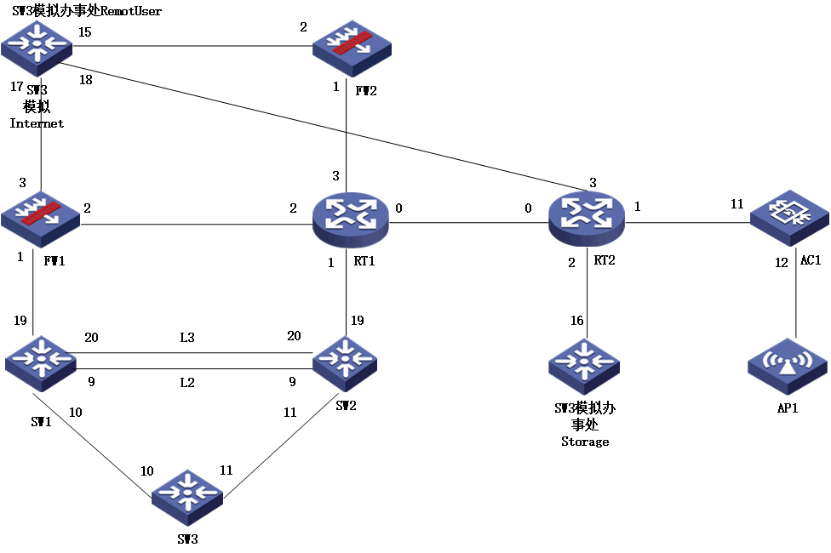 SW3模拟办事处RemotUser
15
2
17
SW3
18
1
FW2
模拟
Internet
3
3
3
2
2
0
0
1
11
1
FW1
1
RT1
2
RT2
12
AC1
19
20
L3
20
19
16
9
L2
9
SW1
10
11
SW2
SW3模拟办
事处
Storage
AP1
10
11
SW3